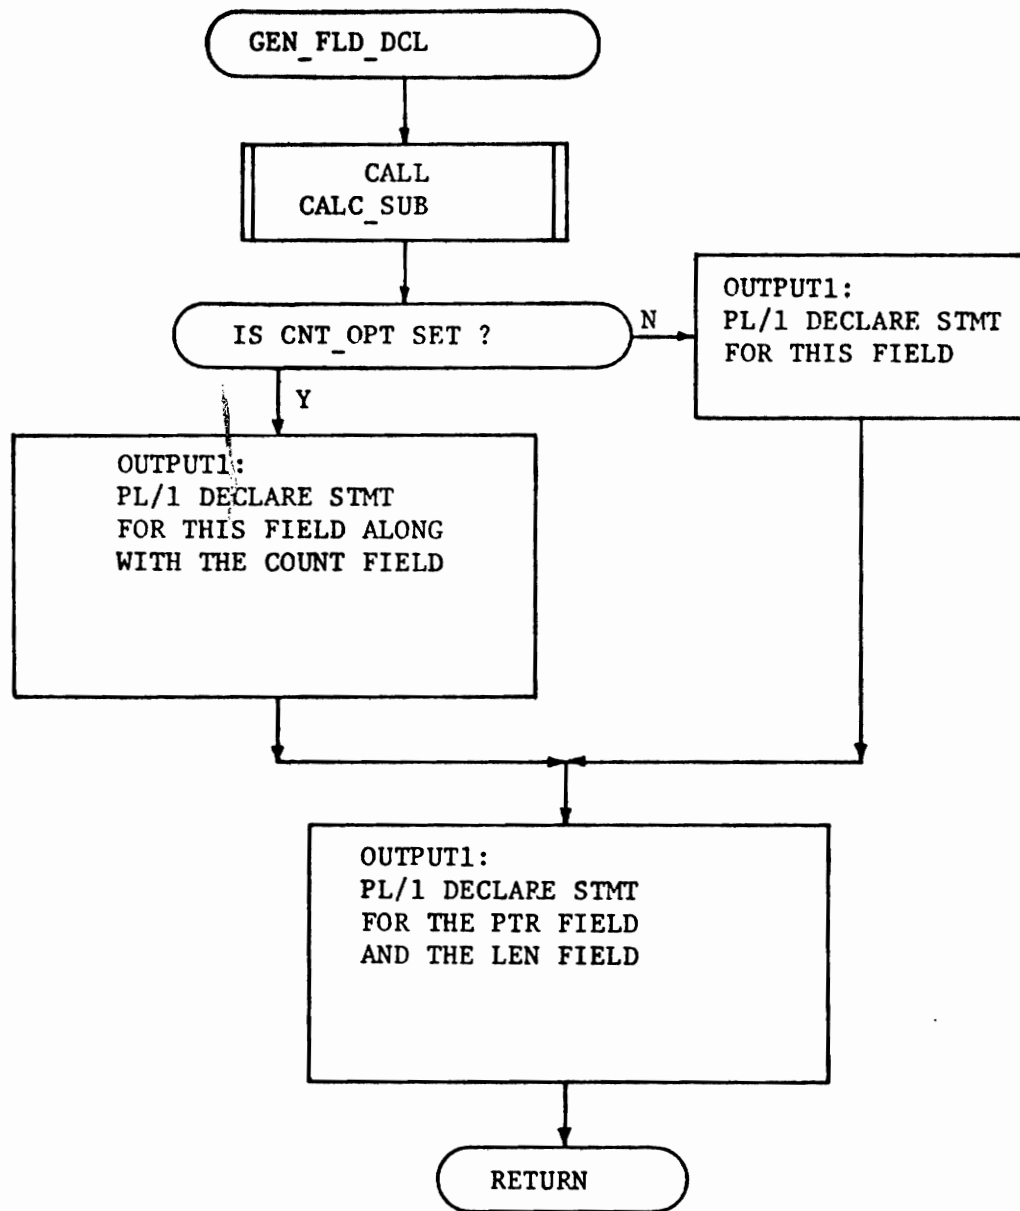 GEN_FLD_DCL
CALL
CALC_SUB
IS CNT_OPT SET ?
N
OUTPUT1:
PL/1 DECLARE STMT
FOR THIS FIELD
Y
OUTPUT1:
PL/1 DECLARE STMT
FOR THIS FIELD ALONG
WITH THE COUNT FIELD
OUTPUT1:
PL/1 DECLARE STMT
FOR THE PTR FIELD
AND THE LEN FIELD
RETURN